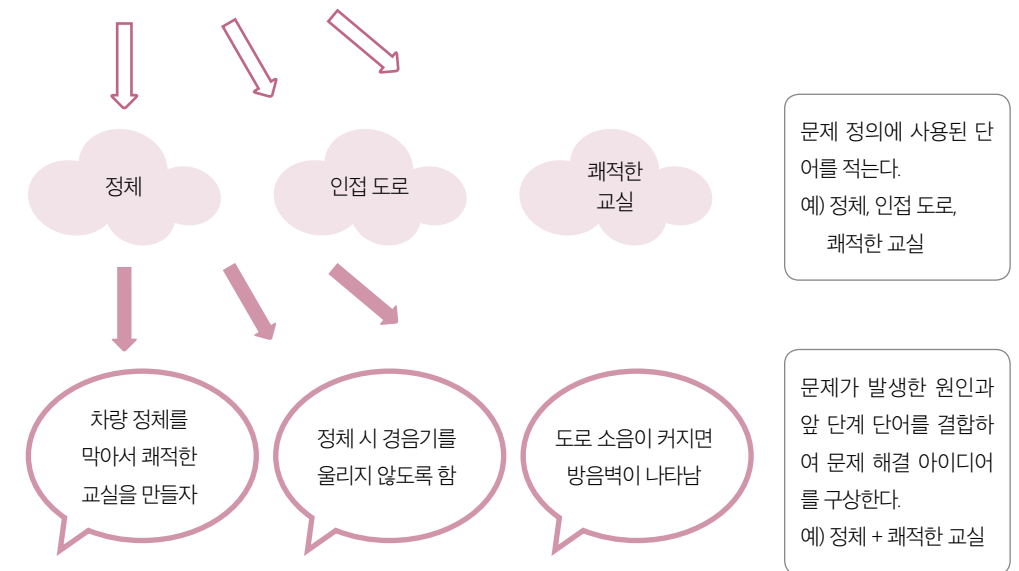 정체
인접 도로
쾌적한
교실
문제 정의에 사용된 단
어를 적는다.
예) 정체, 인접 도로,
쾌적한 교실
차량 정체를
막아서 쾌적한
교실을 만들자
정체 시 경음기를
울리지 않도록 함
도로 소음이 커지면
방음벽이 나타남
문제가 발생한 원인과
앞 단계 단어를 결합하
여 문제 해결 아이디어
를 구상한다.
예) 정체 + 쾌적한 교실